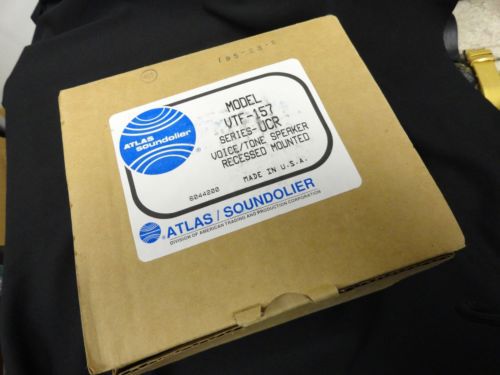 ATLAS
soundolier
®
MODEL
VTF-157
SERIES-UCR
VOICE/TONE SPEAKER
RECESSED MOUNTED
6044800
MADE IN U.S.A.
ATLAS / SOUNDOLIER
DIVISION OF AMERICAN TRADING AND PRODUCTION CORPORATION